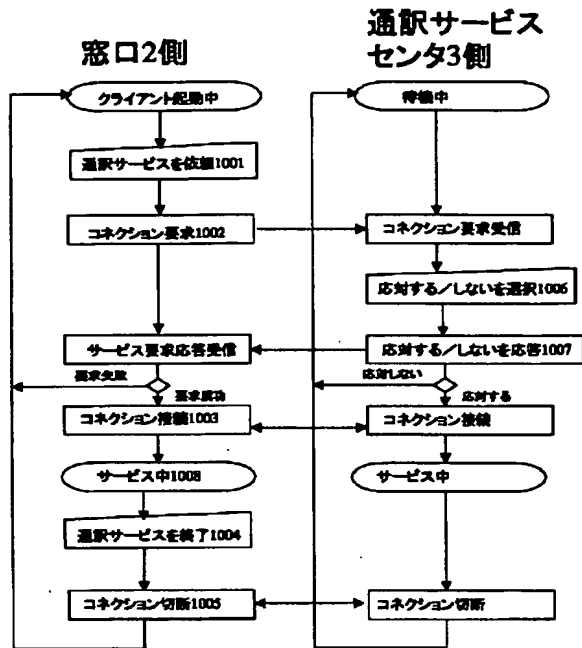 窓口2側
クライアント起動中
通訳サービスを依頼1001
コネクション要求1002
サービス要求応答受信
要求失敗
要求成功
コネクション接続1003
サービス中1008
通訳サービスを終了1004
コネクション切断1005
通訳サービス
センタ3側
待機中
コネクション要求受信
応対する/しないを選択1006
応対する/しないを応答1007
応対しない
応対する
コネクション接続
サービス中
コネクション切断